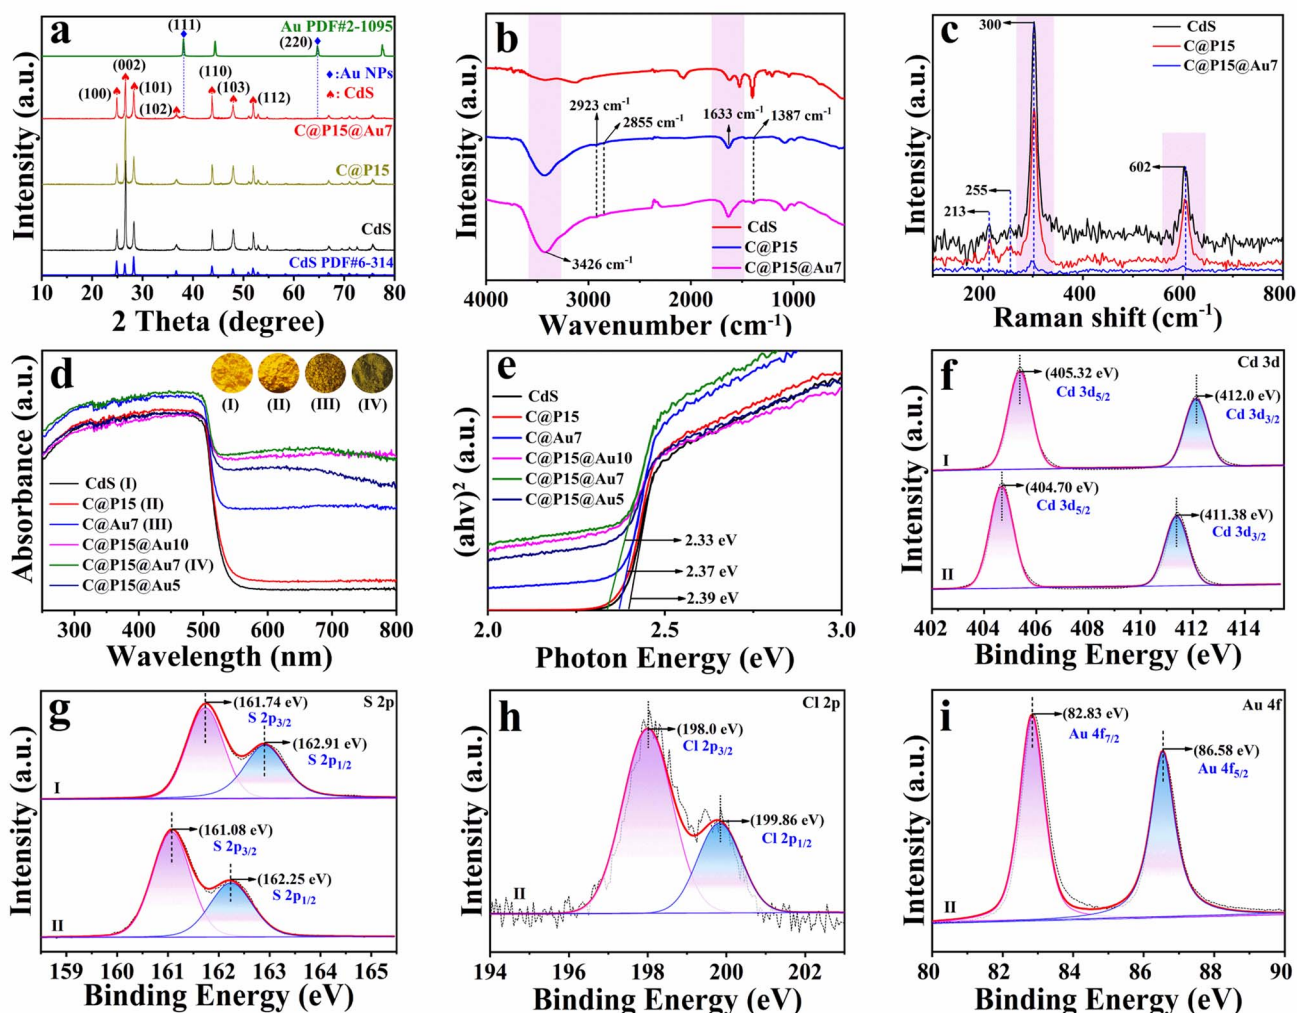 a
(111)
Au PDF#2-1095
(220)
♦:Au NPs
♠: CdS
(002)
(100)
(101)
(102)
(110)
(103)
(112)
C@P15@Au7
C@P15
CdS
CdS PDF#6-314
10 20 30 40 50 60 70 80
2 Theta (degree)
Intensity (a.u.)
b
2923 cm-1
2855 cm-1
1633 cm-1
1387 cm-1
3426 cm-1
CdS
C@P15
C@P15@Au7
4000 3000 2000 1000
Wavenumber (cm-1)
Intensity (a.u.)
c
300
CdS
C@P15
C@P15@Au7
602
255
213
200 400 600 800
Raman shift (cm-1)
Intensity (a.u.)
d
(I) (II) (III) (IV)
CdS (I)
C@P15 (II)
C@Au7 (III)
C@P15@Au10
C@P15@Au7 (IV)
C@P15@Au5
300 400 500 600 700 800
Wavelength (nm)
Absorbance (a.u.)
e
CdS
C@P15
C@Au7
C@P15@Au10
C@P15@Au7
C@P15@Au5
2.33 eV
2.37 eV
2.39 eV
2.0 2.5 3.0
Photon Energy (eV)
(ahv)2 (a.u.)
f
Cd 3d
(405.32 eV)
Cd 3d5/2
(412.0 eV)
Cd 3d3/2
I
(404.70 eV)
Cd 3d5/2
(411.38 eV)
Cd 3d3/2
II
402 404 406 408 410 412 414
Binding Energy (eV)
Intensity (a.u.)
g
S 2p
(161.74 eV)
S 2p3/2
(162.91 eV)
S 2p1/2
I
(161.08 eV)
S 2p3/2
(162.25 eV)
S 2p1/2
II
159 160 161 162 163 164 165
Binding Energy (eV)
Intensity (a.u.)
h
Cl 2p
(198.0 eV)
Cl 2p3/2
(199.86 eV)
Cl 2p1/2
II
194 196 198 200 202
Binding Energy (eV)
Intensity (a.u.)
i
Au 4f
(82.83 eV)
Au 4f7/2
(86.58 eV)
Au 4f5/2
II
80 82 84 86 88 90
Binding Energy (eV)
Intensity (a.u.)